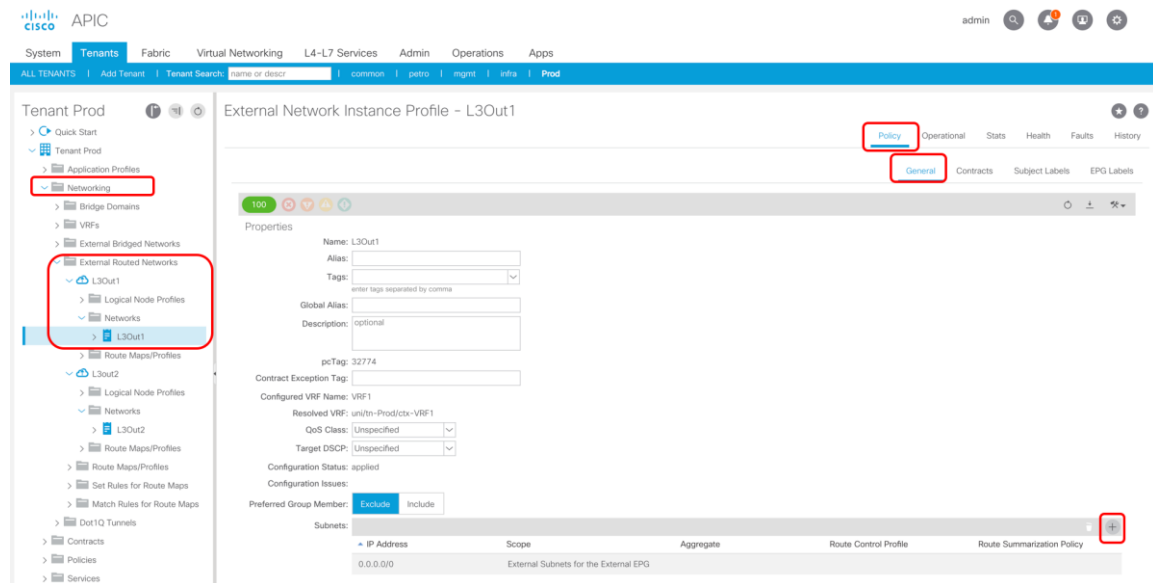 CISCO APIC admin 1
System Tenants Fabric Virtual Networking L4-L7 Services Admin Operations Apps
ALL TENANTS | Add Tenant | Tenant Search: name or descr | common | petro | mgmt | infra | Prod
Tenant Prod
Quick Start
Tenant Prod
Application Profiles
Networking
Bridge Domains
VRFs
External Bridged Networks
External Routed Networks
L3Out1
Logical Node Profiles
Networks
L3Out1
Route Maps/Profiles
L3out2
Logical Node Profiles
Networks
L3Out2
Route Maps/Profiles
Route Maps/Profiles
Set Rules for Route Maps
Match Rules for Route Maps
Dot1Q Tunnels
Contracts
Policies
Services
External Network Instance Profile - L3Out1
Policy Operational Stats Health Faults History
General Contracts Subject Labels EPG Labels
100
Properties
Name: L3Out1
Alias:
Tags:
enter tags separated by comma
Global Alias:
Description: optional
pcTag: 32774
Contract Exception Tag:
Configured VRF Name: VRF1
Resolved VRF: uni/tn-Prod/ctx-VRF1
QoS Class: Unspecified
Target DSCP: Unspecified
Configuration Status: applied
Configuration Issues:
Preferred Group Member: Exclude Include
Subnets:
IP Address Scope Aggregate Route Control Profile Route Summarization Policy
0.0.0.0/0 External Subnets for the External EPG